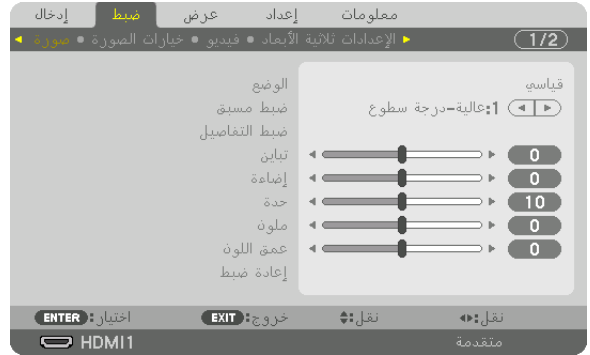 إدخال ضبط عرض إعداد معلومات
◄ صورة ● خيارات الصورة ● فيديو ● الإعدادات ثلاثية الأبعاد ► 1/2
الوضع قياسي
ضبط مسبق 1:عالية-درجة سطوع
ضبط التفاصيل
تباين 0
إضاءة 0
حدة 10
ملون 0
عمق اللون 0
إعادة ضبط
ENTER:اختيار EXIT:خروج نقل: نقل:
HDMI1 متقدمة